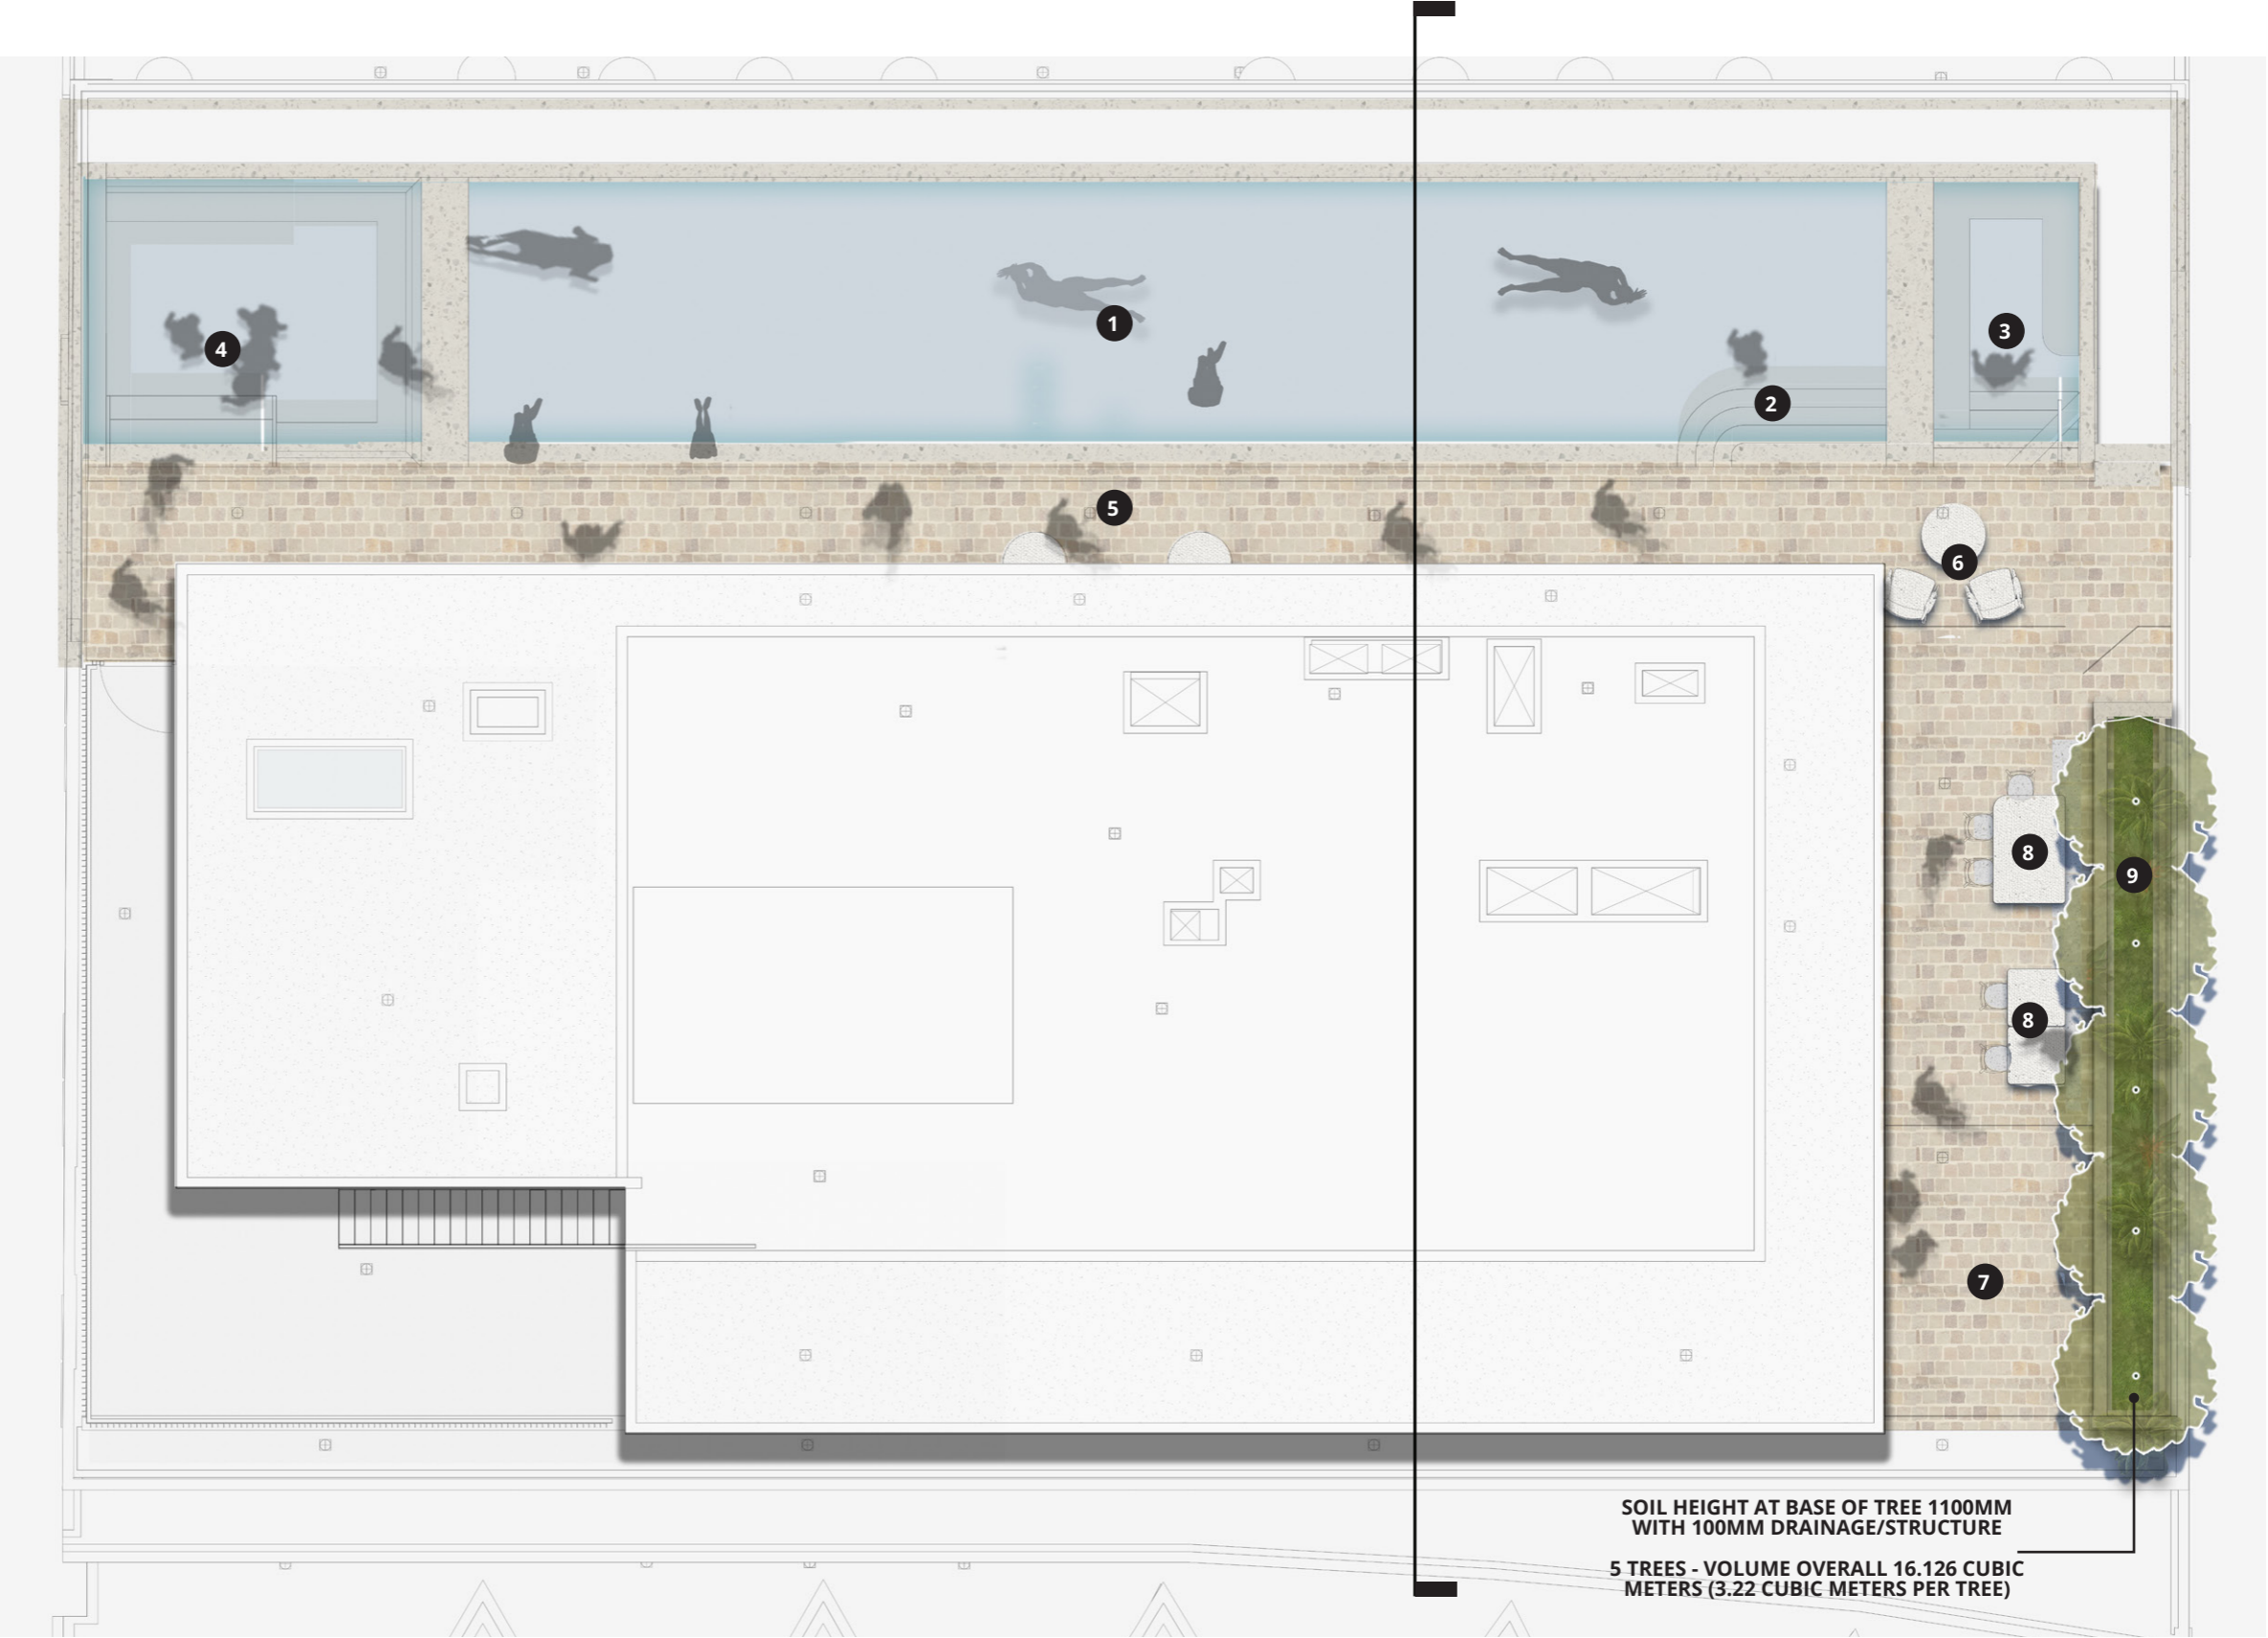 1
3
4
2
5
6
8
9
8
7
SOIL HEIGHT AT BASE OF TREE 1100MM
WITH 100MM DRAINAGE/STRUCTURE
5 TREES - VOLUME OVERALL 16.126 CUBIC
METERS (3.22 CUBIC METERS PER TREE)